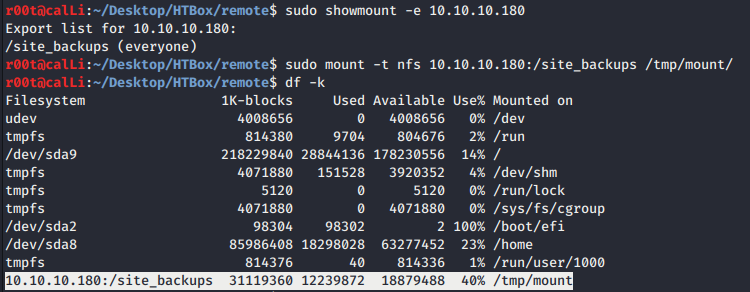 r00t@calLi:~/Desktop/HTBox/remote$ sudo showmount -e 10.10.10.180
Export list for 10.10.10.180:
/site_backups (everyone)
r00t@calLi:~/Desktop/HTBox/remote$ sudo mount -t nfs 10.10.10.180:/site_backups /tmp/mount/
r00t@calLi:~/Desktop/HTBox/remote$ df -k
Filesystem 1K-blocks Used Available Use% Mounted on
udev 4008656 0 4008656 0% /dev
tmpfs 814380 9704 804676 2% /run
/dev/sda9 218229840 28844136 178230556 14% /
tmpfs 4071880 151528 3920352 4% /dev/shm
tmpfs 5120 0 5120 0% /run/lock
tmpfs 4071880 0 4071880 0% /sys/fs/cgroup
/dev/sda2 98304 98302 2 100% /boot/efi
/dev/sda8 85986408 18298028 63277452 23% /home
tmpfs 814376 40 814336 1% /run/user/1000
10.10.10.180:/site_backups 31119360 12239872 18879488 40% /tmp/mount